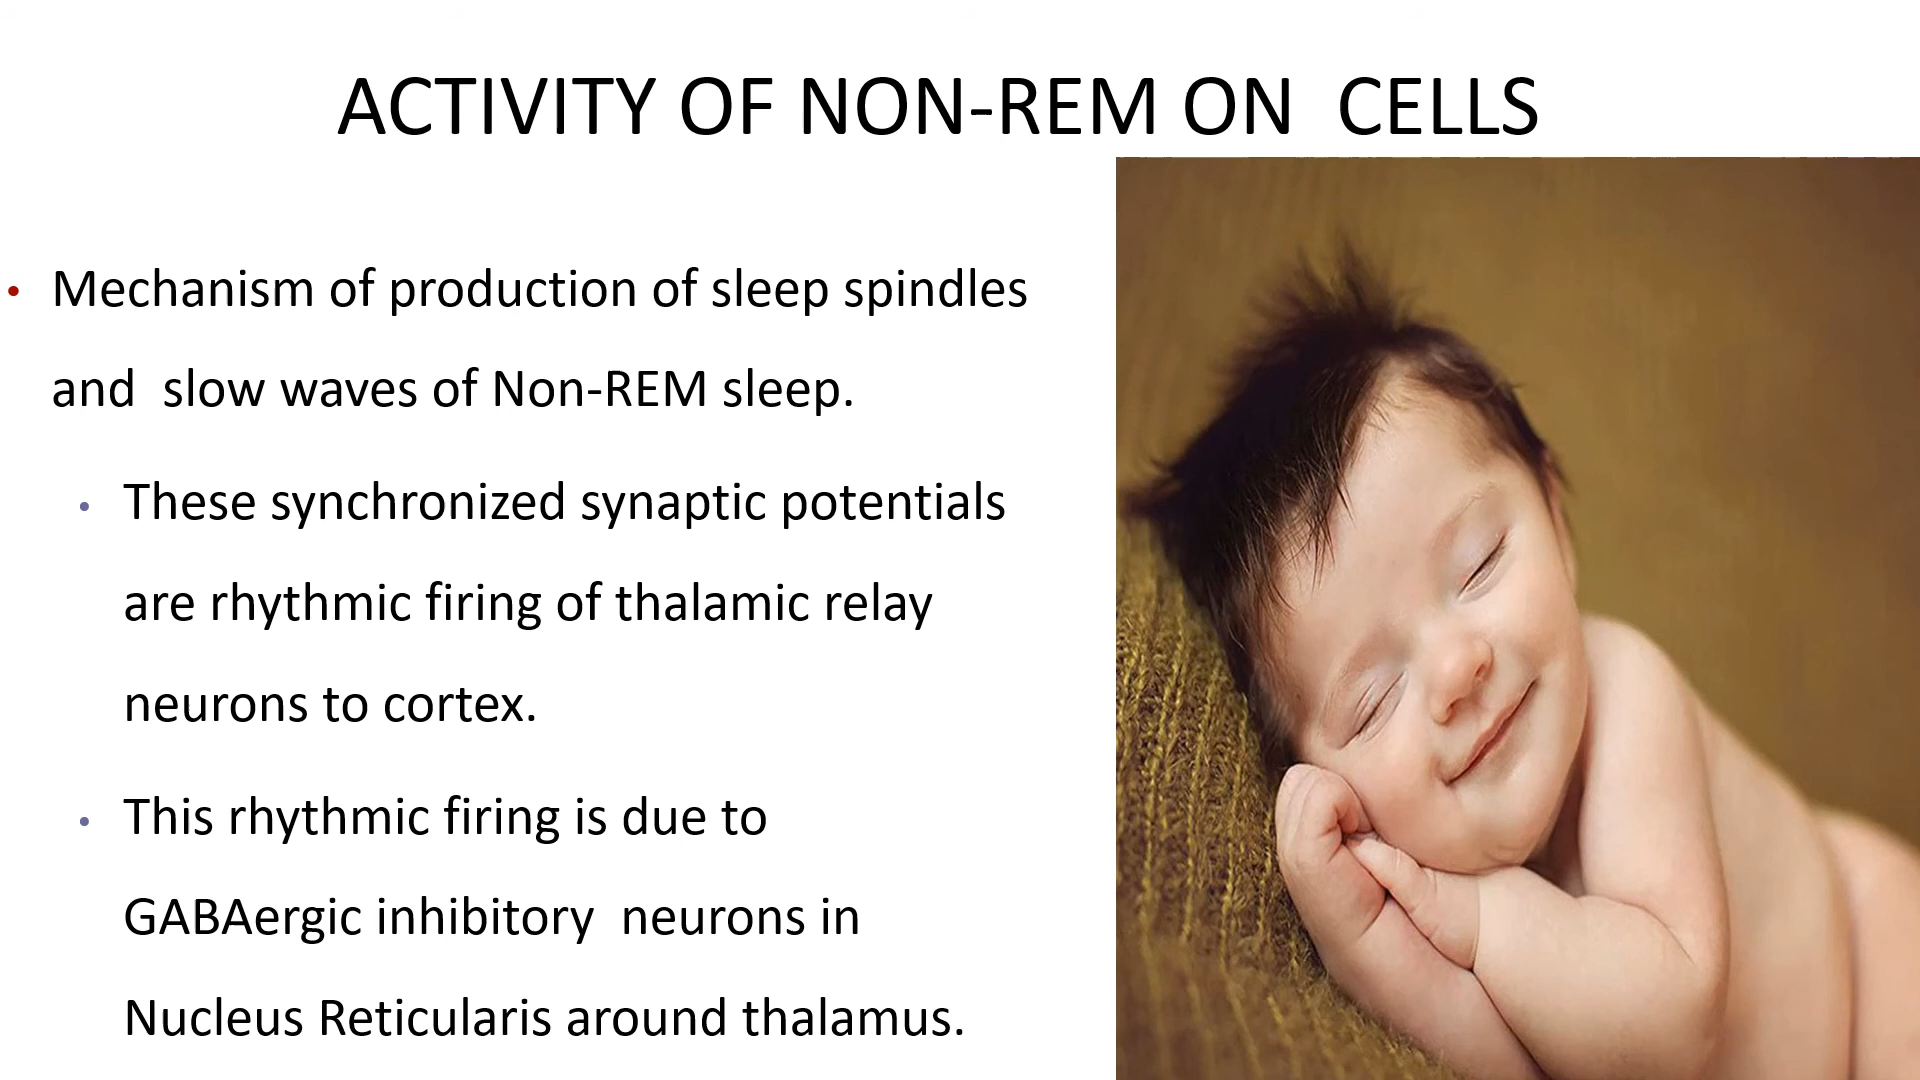 ACTIVITY OF NON-REM ON  CELLS
• Mechanism of production of sleep spindles
and  slow waves of Non-REM sleep.
• These synchronized synaptic potentials
are rhythmic firing of thalamic relay
neurons to cortex.
• This rhythmic firing is due to
GABAergic inhibitory  neurons in
Nucleus Reticularis around thalamus.